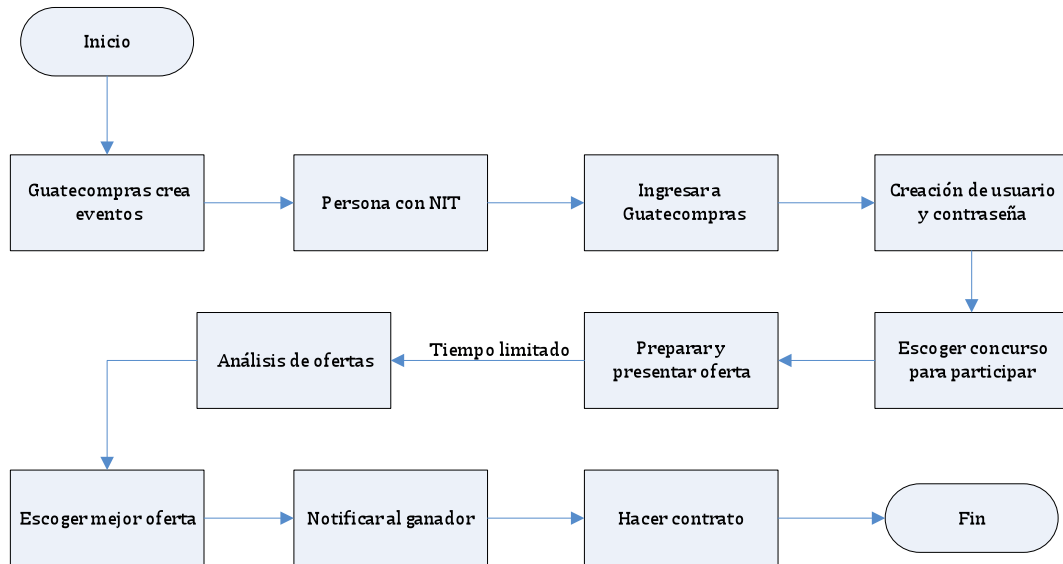 Inicio
Guatecompras crea
eventos
Persona con NIT
Ingresar a
Guatecompras
Creación de usuario
y contraseña
Escoger concurso
para participar
Preparar y
presentar oferta
Tiempo limitado
Análisis de ofertas
Escoger mejor oferta
Notificar al ganador
Hacer contrato
Fin